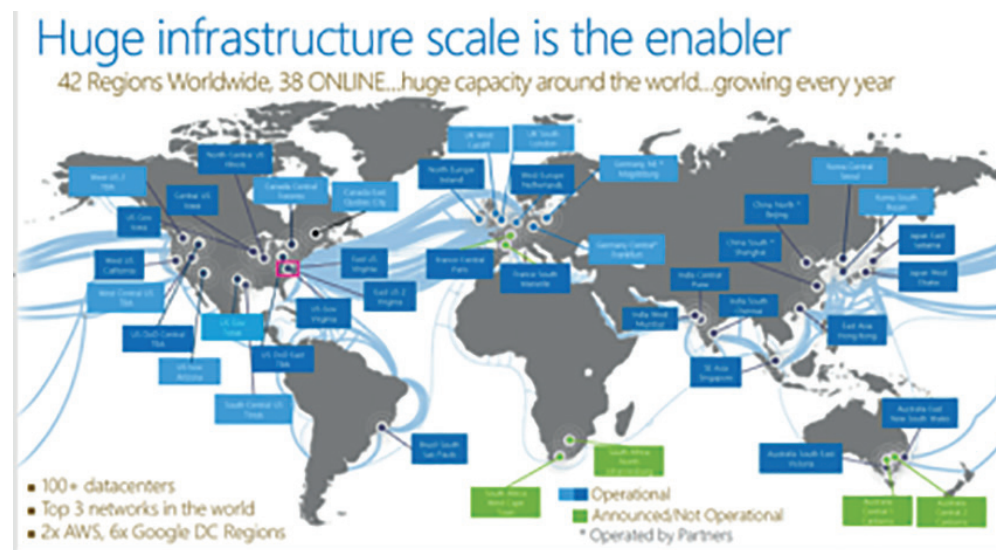 Huge infrastructure scale is the enabler
42 Regions Worldwide, 38 ONLINE...huge capacity around the world...growing every year
UK West
Cardiff
UK South
London
North Central US
Illinois
North Europe
Ireland
West Europe
Netherlands
Germany
Magdeburg
Korea Central
Seoul
West US 2
TBA
Central US
Iowa
Canada Central
Toronto
Canada East
Quebec City
Korea South
Busan
China North *
Beijing
US Gov
Iowa
Japan East
Saitama
China South *
Shanghai
Germany Central*
Frankfurt
West US
California
East US
Virginia
France Central
Paris
France South
Marseille
India Central
Pune
Japan West
Osaka
West Central US
TBA
East US 2
Virginia
US Gov
Virginia
India South
Chennai
India West
Mumbai
US Gov
Texas
East Asia
Hong Kong
US DoD Central
TBA
US DoD East
TBA
US Gov
Arizona
SE Asia
Singapore
South Central US
Texas
Australia East
New South Wales
Brazil South
Sao Paulo
Australia South East
Victoria
South Africa
North
Johannesburg
South Africa
West Cape
Town
Australia
Central 1
Canberra
Australia
Central 2
Canberra
▪ 100+ datacenters
▪ Top 3 networks in the world
▪ 2x AWS, 6x Google DC Regions
Operational
Announced/Not Operational
* Operated by Partners